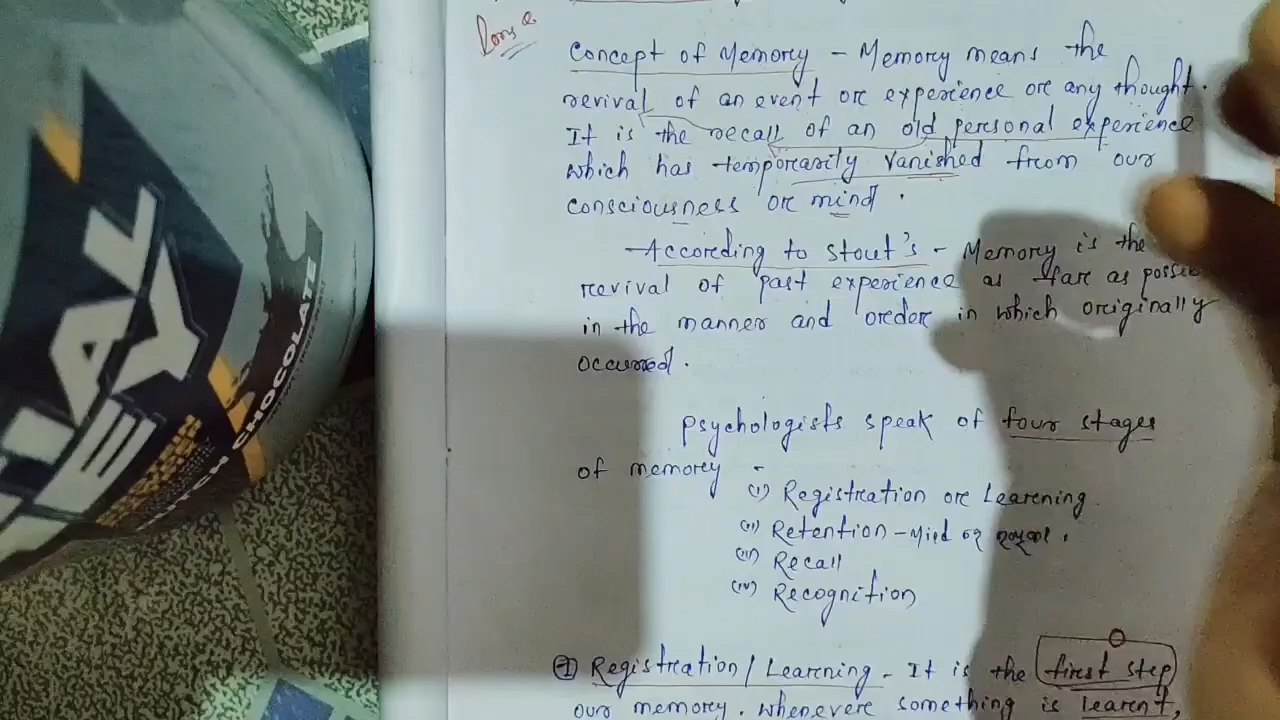 Concept of Memory - Memory means the
revival of an event or experience or any thought.
It is the recall of an old personal experience
which has temporarily vanished from our
consciousness or mind.
According to stout's - Memory is the
revival of past experience as far as
in the manner and order in which originally
occurred.
psychologists speak of four stages
of memory -
(i) Registration or Learning.
(ii) Retention -
(iii) Recall
(iv) Recognition
① Registration / Learning - It is the first step
our memory. whenever something is learnt,
CHOCOLATE